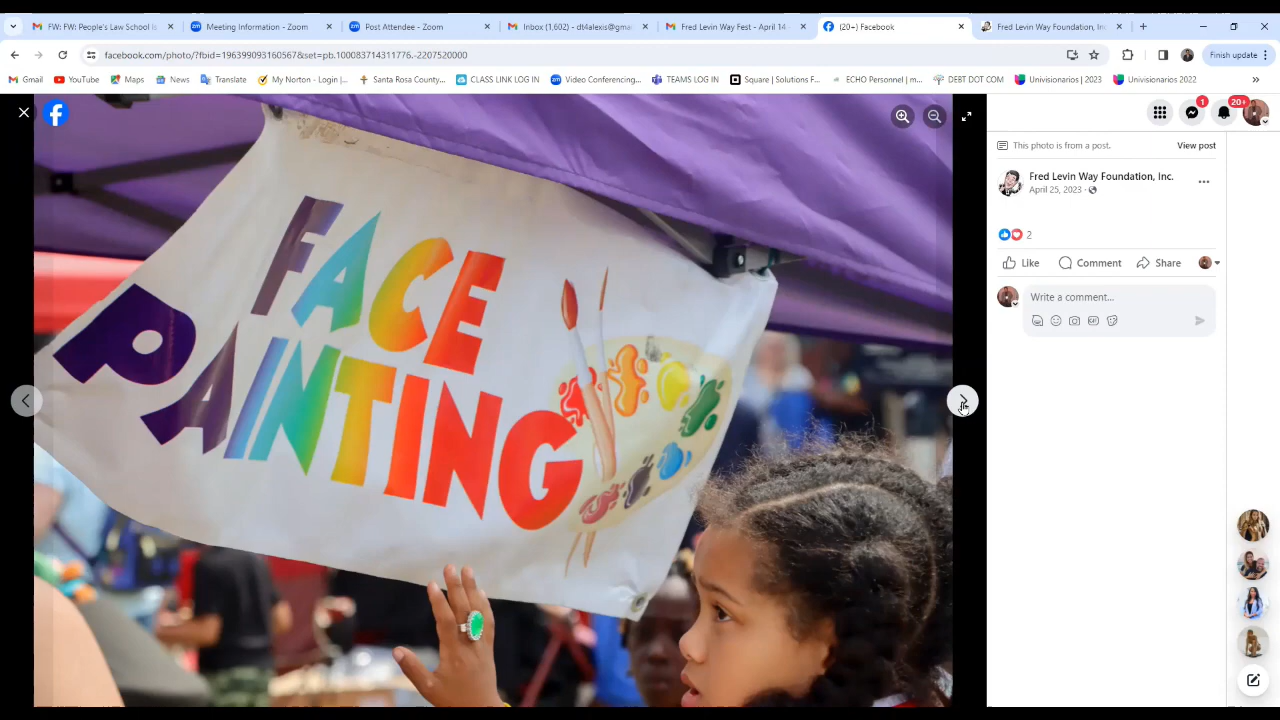 FW: FW: People's Law School is
Meeting Information - Zoom
Post Attendee - Zoom
Inbox (1,602) - dt4alexis@gma
Fred Levin Way Fest - April 14
(20+) Facebook
Fred Levin Way Foundation, Inc.
facebook.com/photo/?fbid=196399093160567&set=pb.100083714311776.-2207520000
Finish update
Gmail
YouTube
Maps
News
Translate
My Norton - Login |...
Santa Rosa County...
CLASS LINK LOG IN
Video Conferencing...
TEAMS LOG IN
Square | Solutions F...
ECHO Personnel | m...
DEBT DOT COM
Univisionarios | 2023
Univisionarios 2022
»
1
20+
This photo is from a post.
View post
Fred Levin Way Foundation, Inc.
April 25, 2023
2
Like
Comment
Share
Write a comment...
GIF
FACE
PAINTING